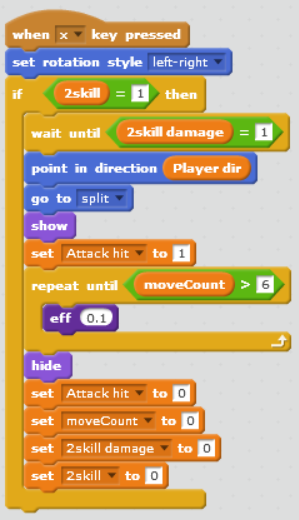 when x key pressed
set rotation style left-right
if 2skill = 1 then
wait until 2skill damage = 1
point in direction Player dir
go to split
show
set Attack hit to 1
repeat until moveCount > 6
eff 0.1
hide
set Attack hit to 0
set moveCount to 0
set 2skill damage to 0
set 2skill to 0